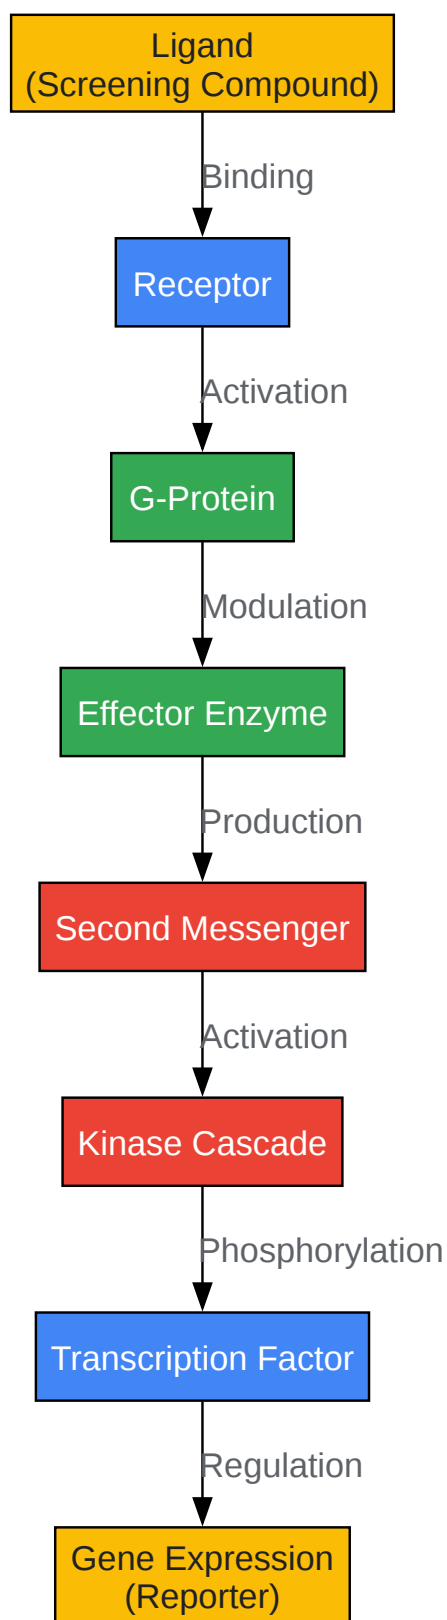 Ligand
(Screening Compound)
Binding
Receptor
Activation
G-Protein
Modulation
Effector Enzyme
Production
Second Messenger
Activation
Kinase Cascade
Phosphorylation
Transcription Factor
Regulation
Gene Expression
(Reporter)